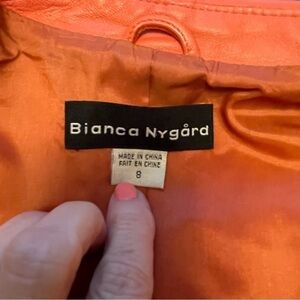 Bianca Nygård
MADE IN CHINA
FAIT EN CHINE
8